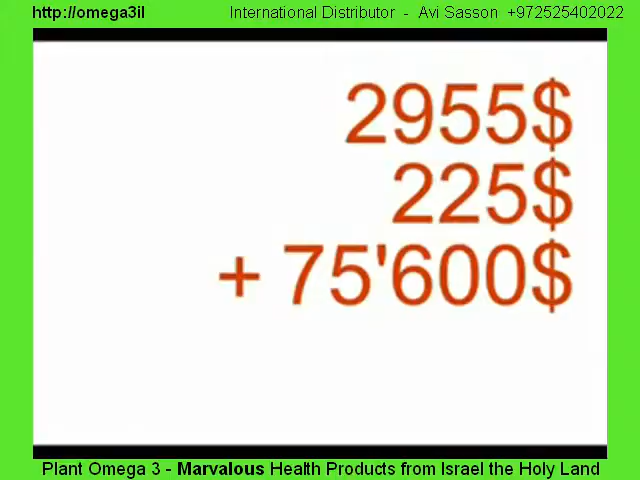 http://omega3il International Distributor - Avi Sasson +972525402022
2955$
225$
+ 75'600$
Plant Omega 3 - Marvalous Health Products from Israel the Holy Land